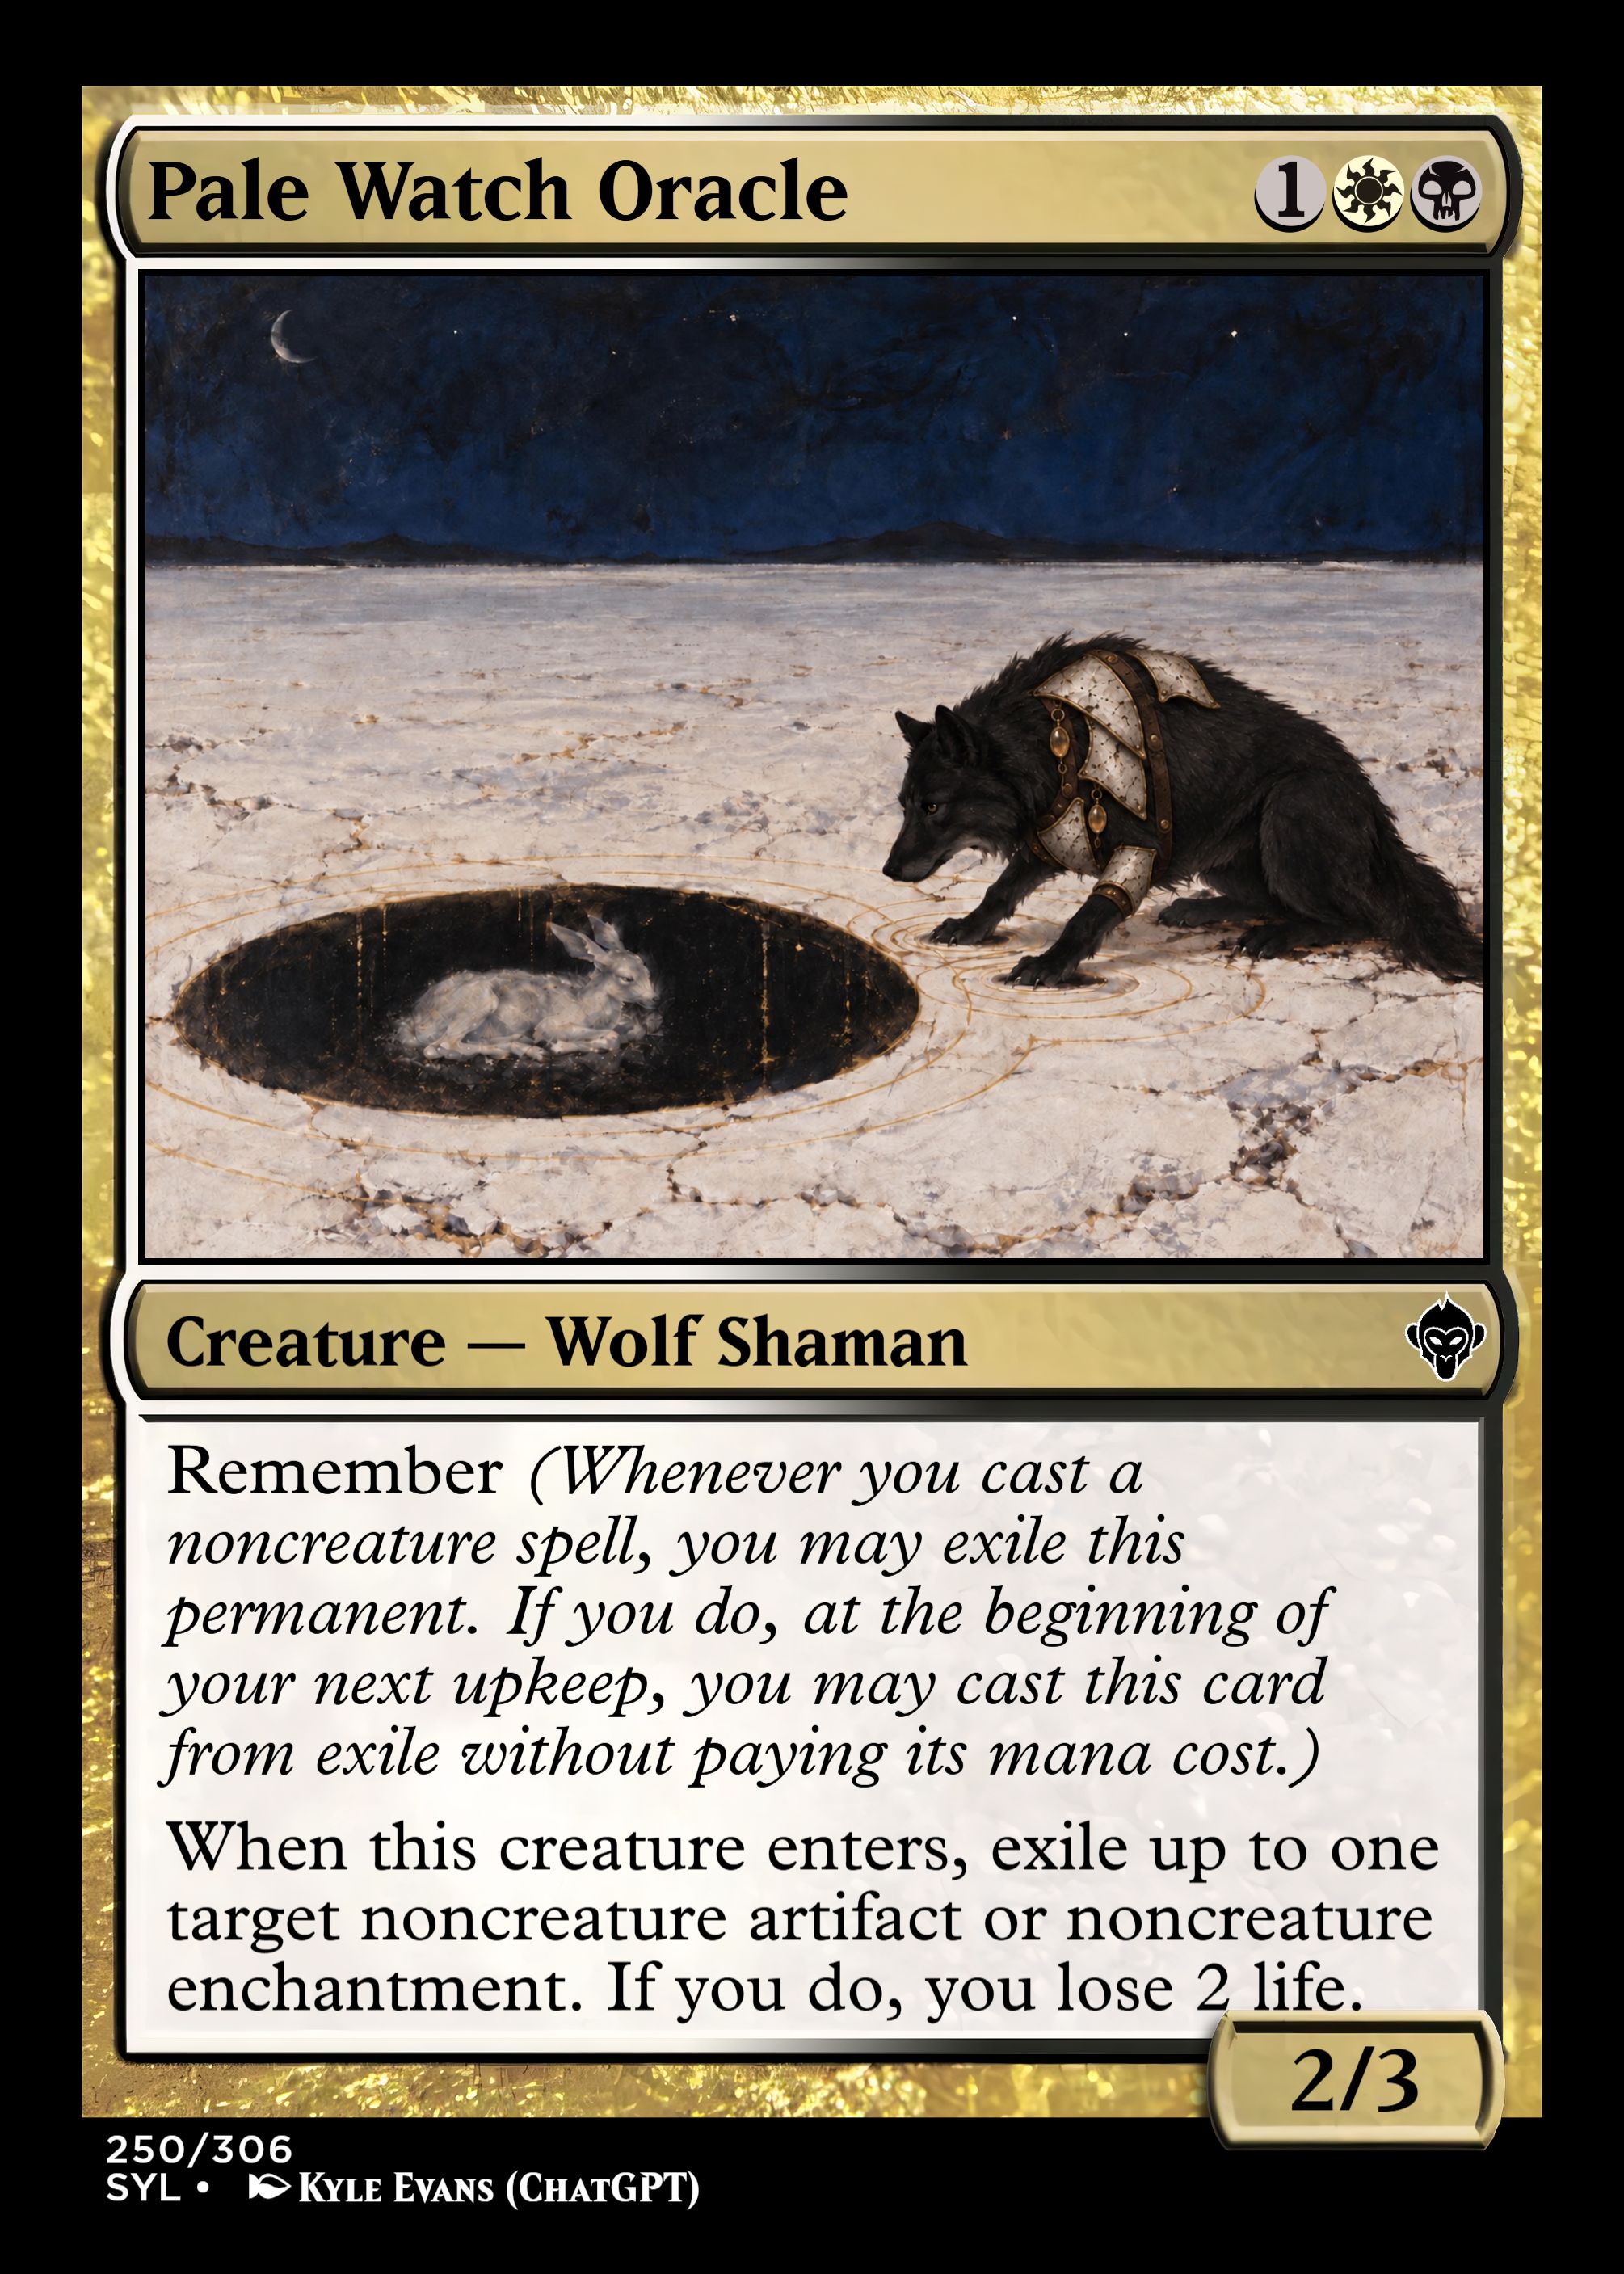 Pale Watch Oracle
1
Creature — Wolf Shaman
Remember (Whenever you cast a
noncreature spell, you may exile this
permanent. If you do, at the beginning of
your next upkeep, you may cast this card
from exile without paying its mana cost.)
When this creature enters, exile up to one
target noncreature artifact or noncreature
enchantment. If you do, you lose 2 life.
2/3
250/306
SYL • Kyle Evans (ChatGPT)